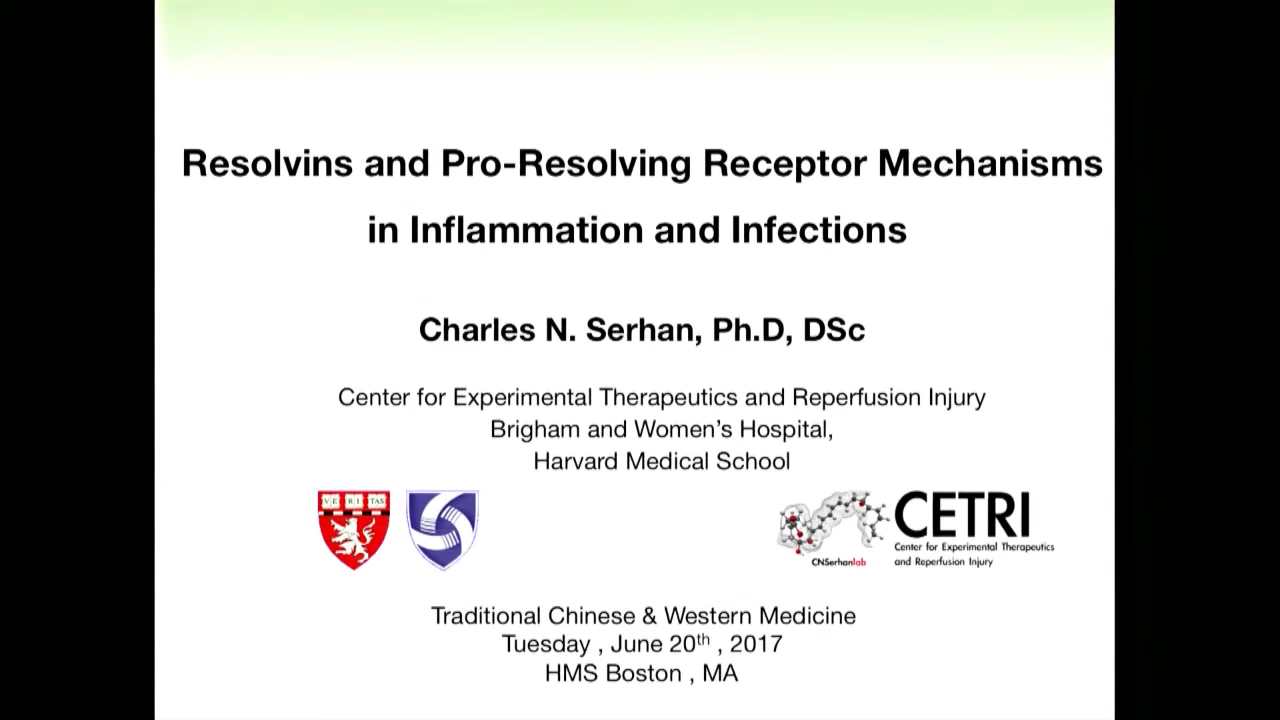 Resolvins and Pro-Resolving Receptor Mechanisms
in Inflammation and Infections
Charles N. Serhan, Ph.D, DSc
Center for Experimental Therapeutics and Reperfusion Injury
Brigham and Women’s Hospital,
Harvard Medical School
VE RI TAS
CETRI
Center for Experimental Therapeutics
and Reperfusion Injury
CNSerhanlab
Traditional Chinese & Western Medicine
Tuesday , June 20th , 2017
HMS Boston , MA